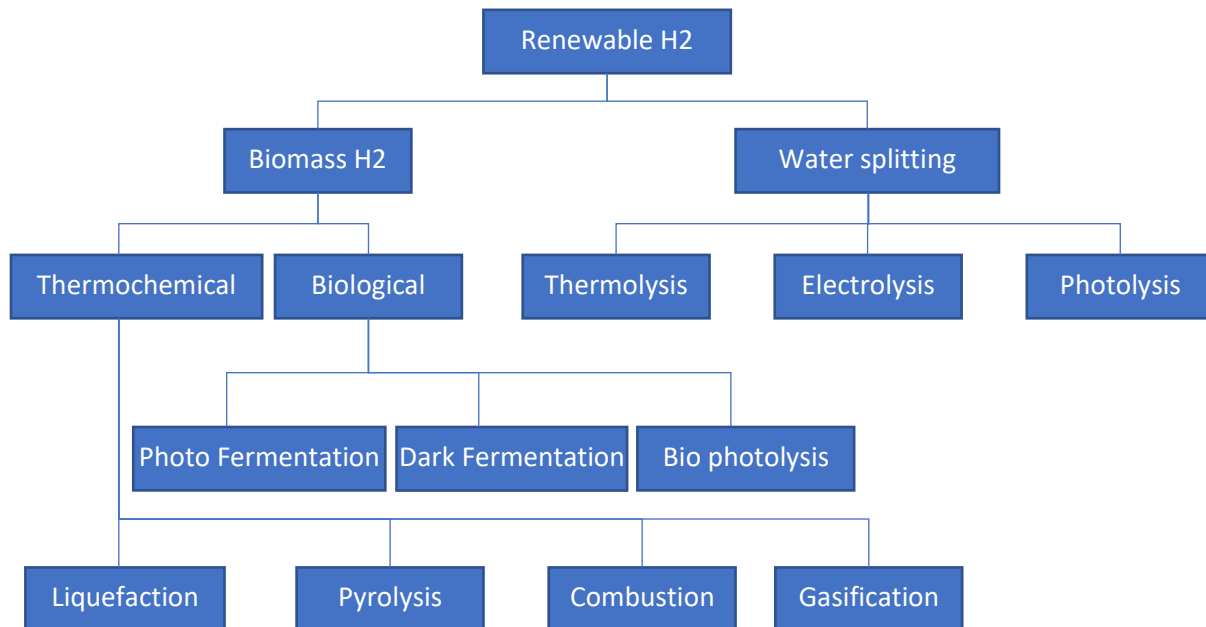 Renewable H2
Biomass H2
Water splitting
Thermochemical
Biological
Thermolysis
Electrolysis
Photolysis
Photo Fermentation
Dark Fermentation
Bio photolysis
Liquefaction
Pyrolysis
Combustion
Gasification